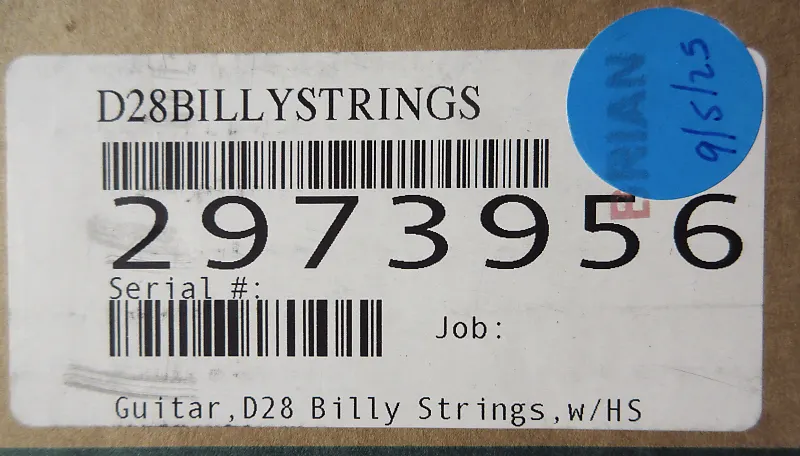 D28BILLYSTRINGS
BRIAN
9/5/25
2973956
Serial #:
Job:
Guitar,D28 Billy Strings,w/HS